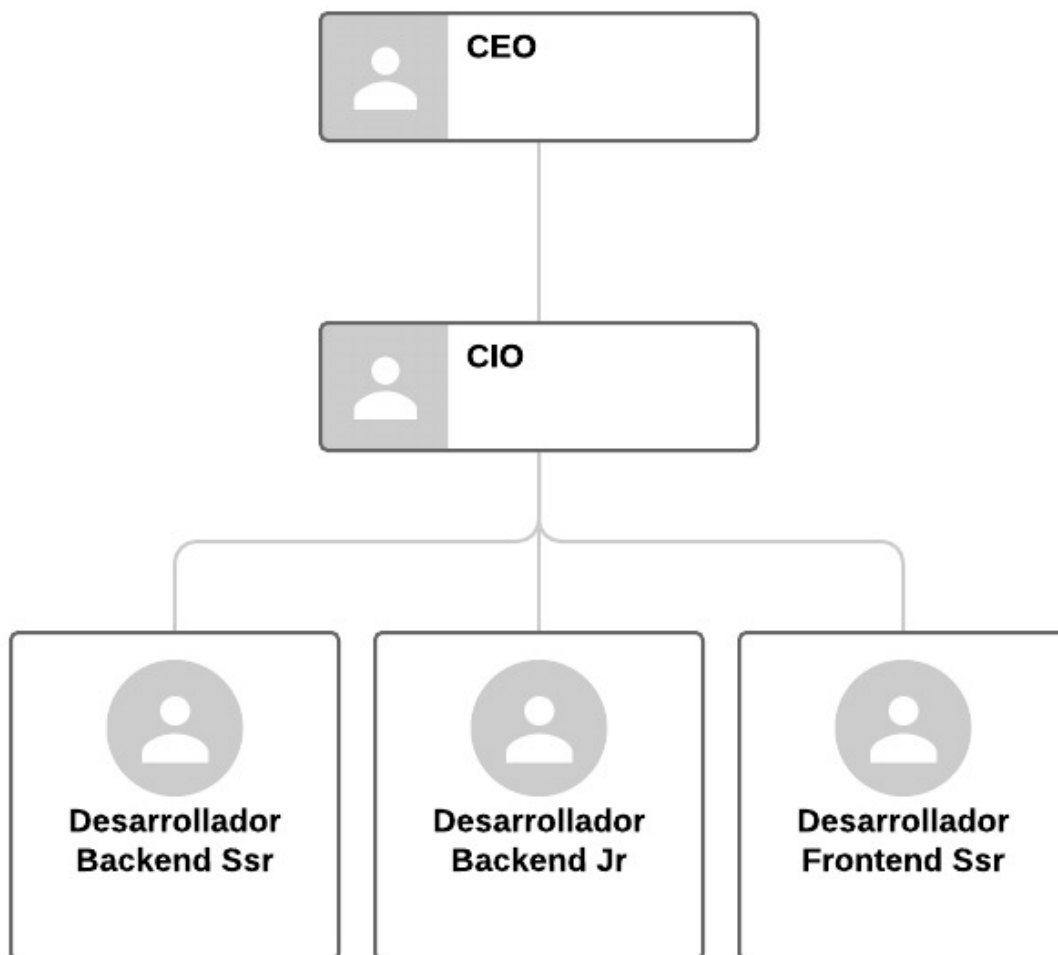 CEO
CIO
Desarrollador
Backend Ssr
Desarrollador
Backend Jr
Desarrollador
Frontend Ssr